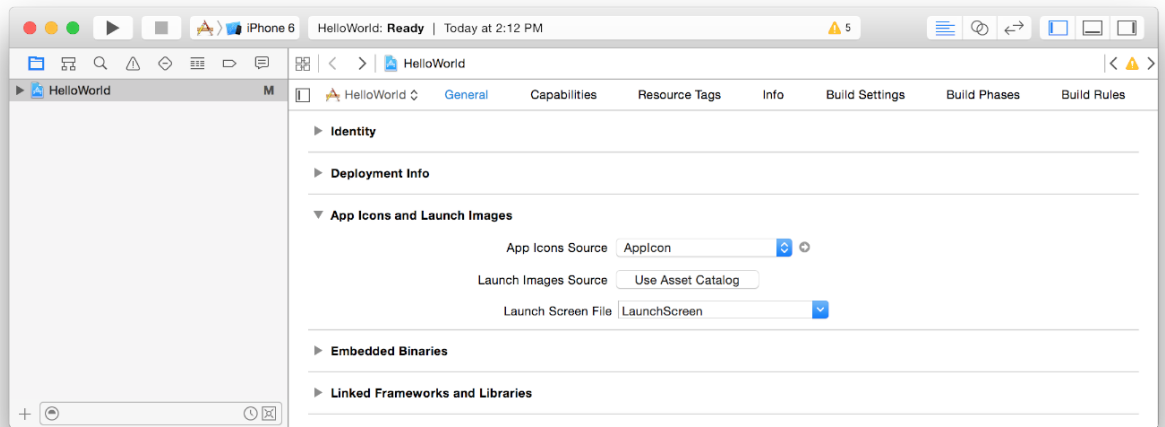 iPhone 6
HelloWorld: Ready | Today at 2:12 PM
5
HelloWorld
HelloWorld M
HelloWorld General Capabilities Resource Tags Info Build Settings Build Phases Build Rules
Identity
Deployment Info
App Icons and Launch Images
App Icons Source AppIcon
Launch Images Source Use Asset Catalog
Launch Screen File LaunchScreen
Embedded Binaries
Linked Frameworks and Libraries